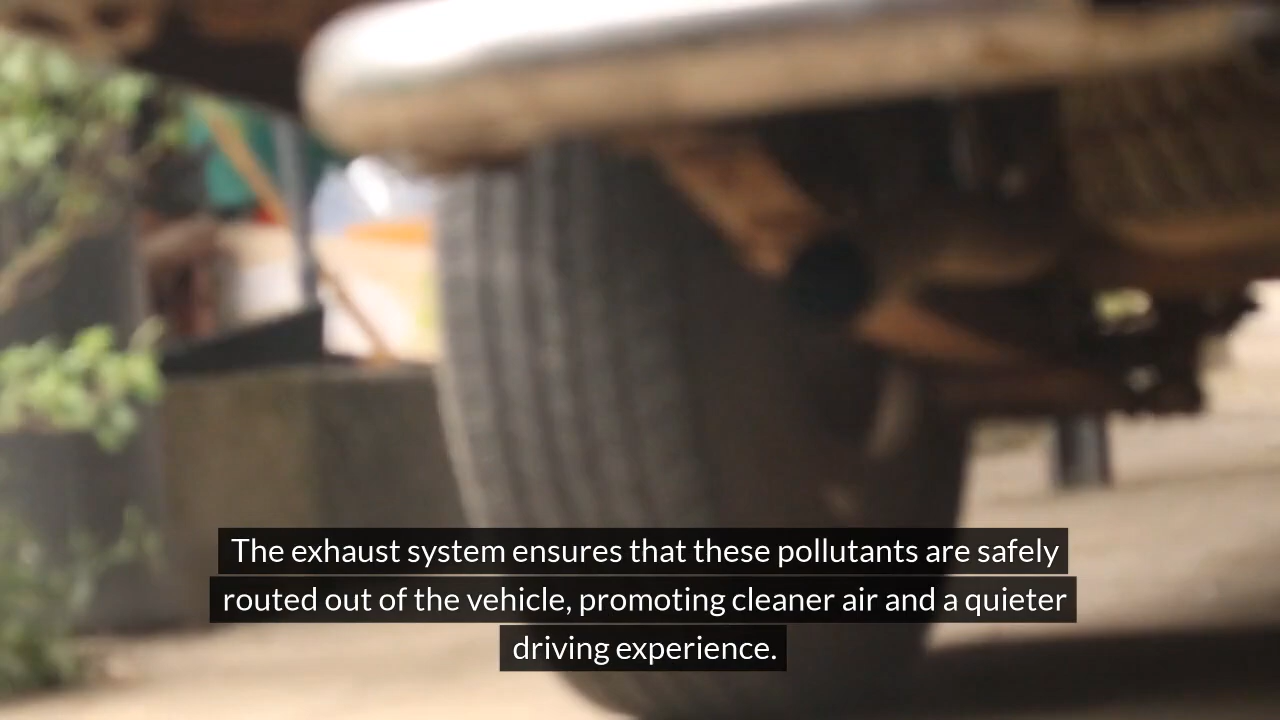 The exhaust system ensures that these pollutants are safely
routed out of the vehicle, promoting cleaner air and a quieter
driving experience.